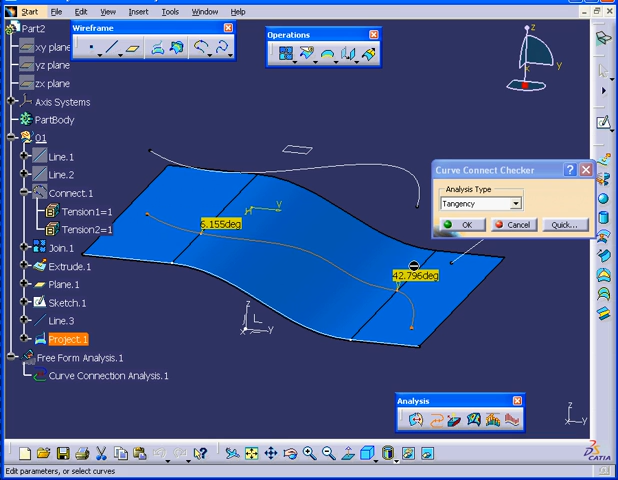 Start File Edit View Insert Tools Window Help
Part2
Wireframe
Operations
xy plane
yz plane
zx plane
Axis Systems
PartBody
01
Line.1
Line.2
Connect.1
Tension1=1
Tension2=1
Join.1
Extrude.1
Plane.1
Sketch.1
Line.3
Project.1
Free Form Analysis.1
Curve Connection Analysis.1
z
y
6.155deg
42.796deg
H
y
z
y
Curve Connect Checker
Analysis Type
Tangency
OK Cancel Quick...
Analysis
z
y
CATIA
Edit parameters, or select curves